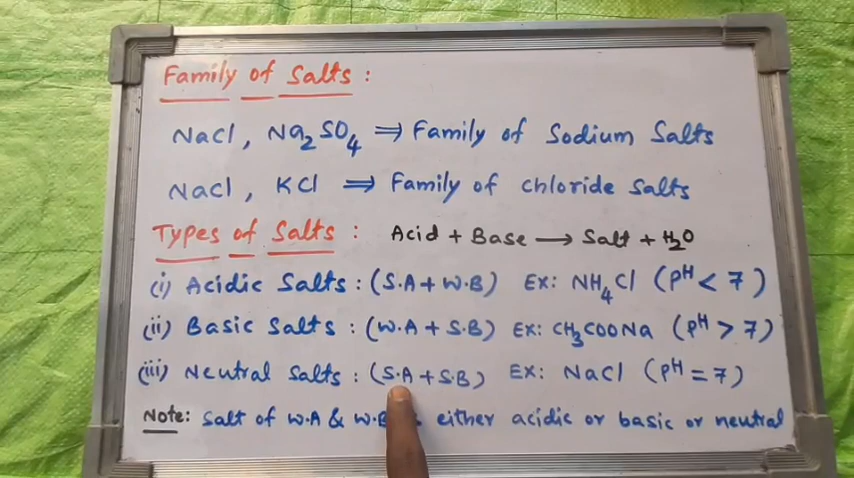 Family of Salts :
NaCl, Na₂SO₄ ⇒ Family of Sodium Salts
NaCl, KCl ⇒ Family of chloride Salts
Types of Salts : Acid + Base → Salt + H₂O
(i) Acidic Salts : (S.A + W.B) Ex: NH₄Cl (pH < 7)
(ii) Basic Salts : (W.A + S.B) Ex: CH₃COONa (pH > 7)
(iii) Neutral Salts : (S.A + S.B) Ex: NaCl (pH = 7)
Note: Salt of W.A & either acidic or basic or neutral